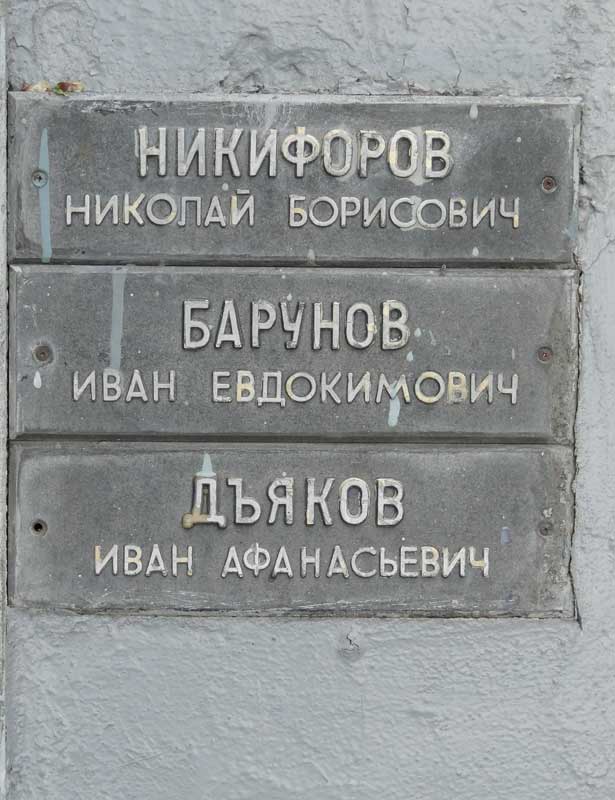 НИКИФОРОВ
НИКОЛАЙ БОРИСОВИЧ
БАРУНОВ
ИВАН ЕВДОКИМОВИЧ
ДЪЯКОВ
ИВАН АФАНАСЬЕВИЧ